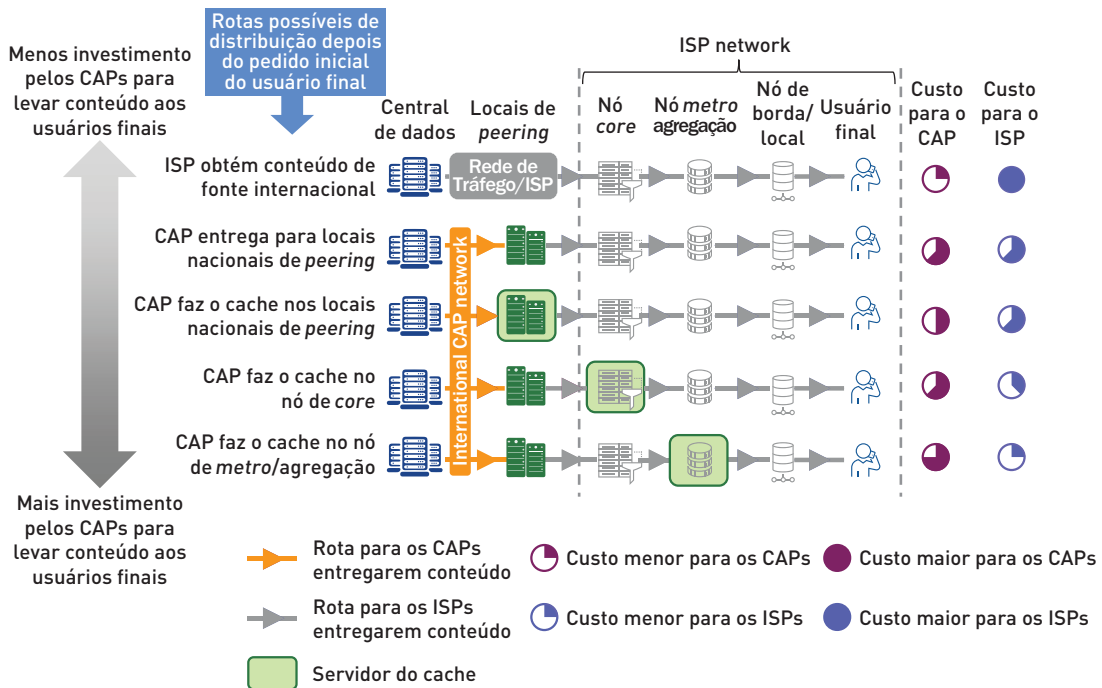 Menos investimento
pelos CAPs para
levar conteúdo aos
usuários finais
Rotas possíveis de
distribuição depois
do pedido inicial
do usuário final
ISP network
Central
de dados
Locais de
peering
Nó
core
Nó metro
agregação
Nó de
borda/
local
Usuário
final
Custo
para o
CAP
Custo
para o
ISP
ISP obtém conteúdo de
fonte internacional
Rede de
Tráfego/ISP
CAP entrega para locais
nacionais de peering
CAP faz o cache nos locais
nacionais de peering
CAP faz o cache no
nó de core
CAP faz o cache no nó
de metro/agregação
International CAP network
Mais investimento
pelos CAPs para
levar conteúdo aos
usuários finais
Rota para os CAPs
entregarem conteúdo
Custo menor para os CAPs
Custo maior para os CAPs
Rota para os ISPs
entregarem conteúdo
Custo menor para os ISPs
Custo maior para os ISPs
Servidor do cache